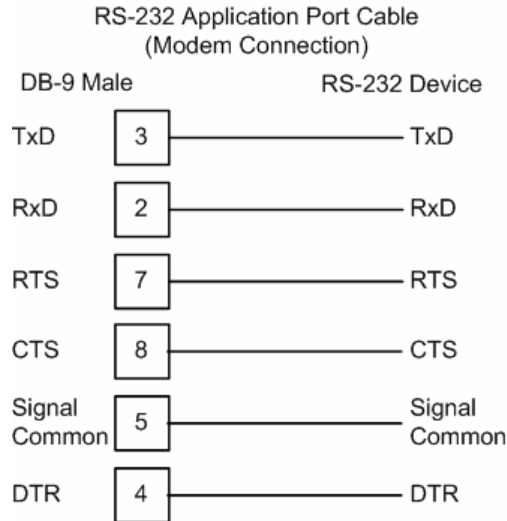 RS-232 Application Port Cable
(Modem Connection)
DB-9 Male RS-232 Device
TxD 3 TxD
RxD 2 RxD
RTS 7 RTS
CTS 8 CTS
Signal Common 5 Signal Common
DTR 4 DTR